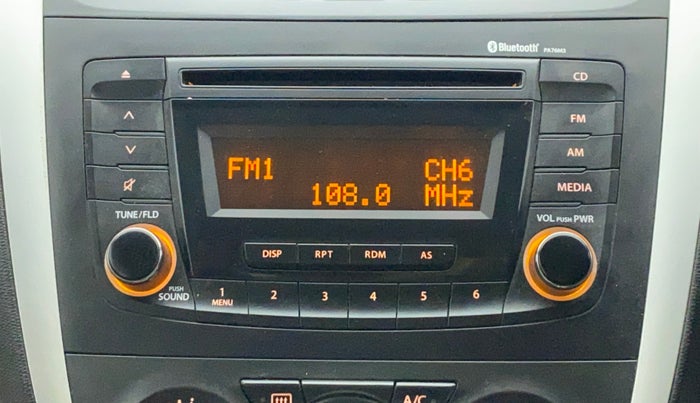 Bluetooth PA76M3
CD
FM
AM
MEDIA
FM1 CH6
108.0 MHz
TUNE/FLD
VOL PUSH PWR
DISP RPT RDM AS
PUSH
SOUND
1 2 3 4 5 6
MENU
A/C